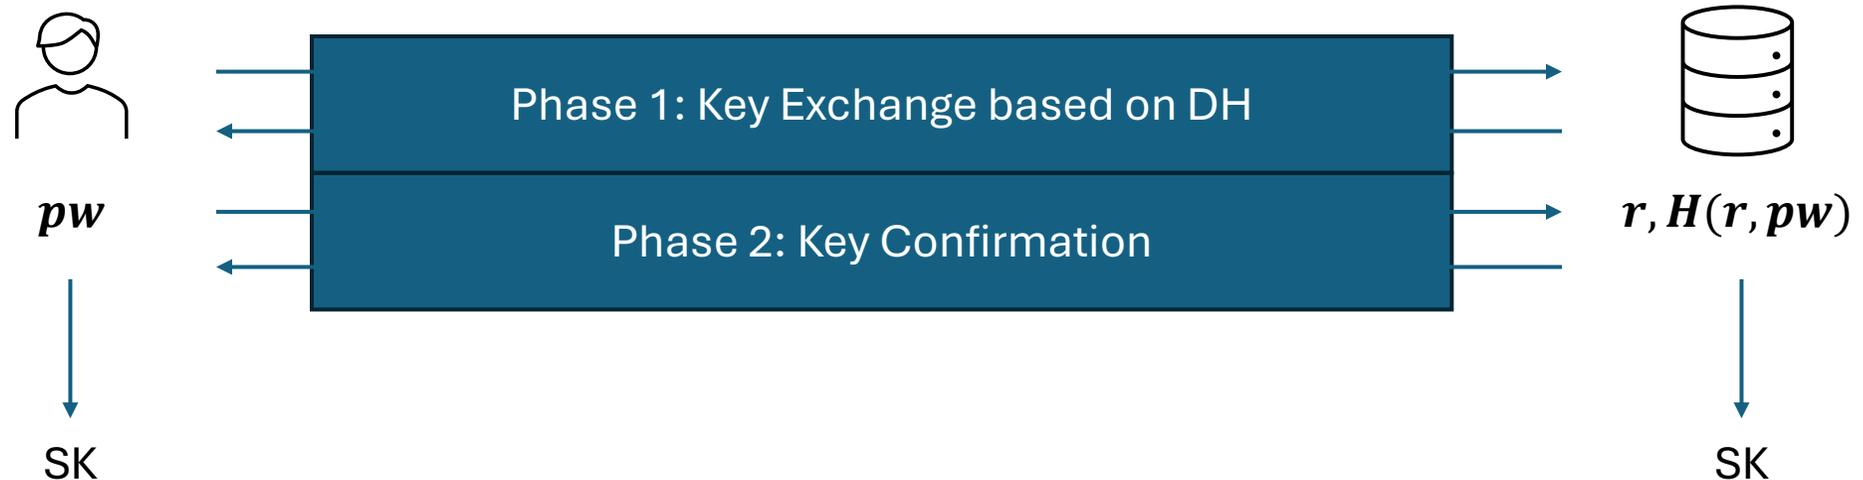 Phase 1: Key Exchange based on DH
pw
r, H(r, pw)
Phase 2: Key Confirmation
SK
SK